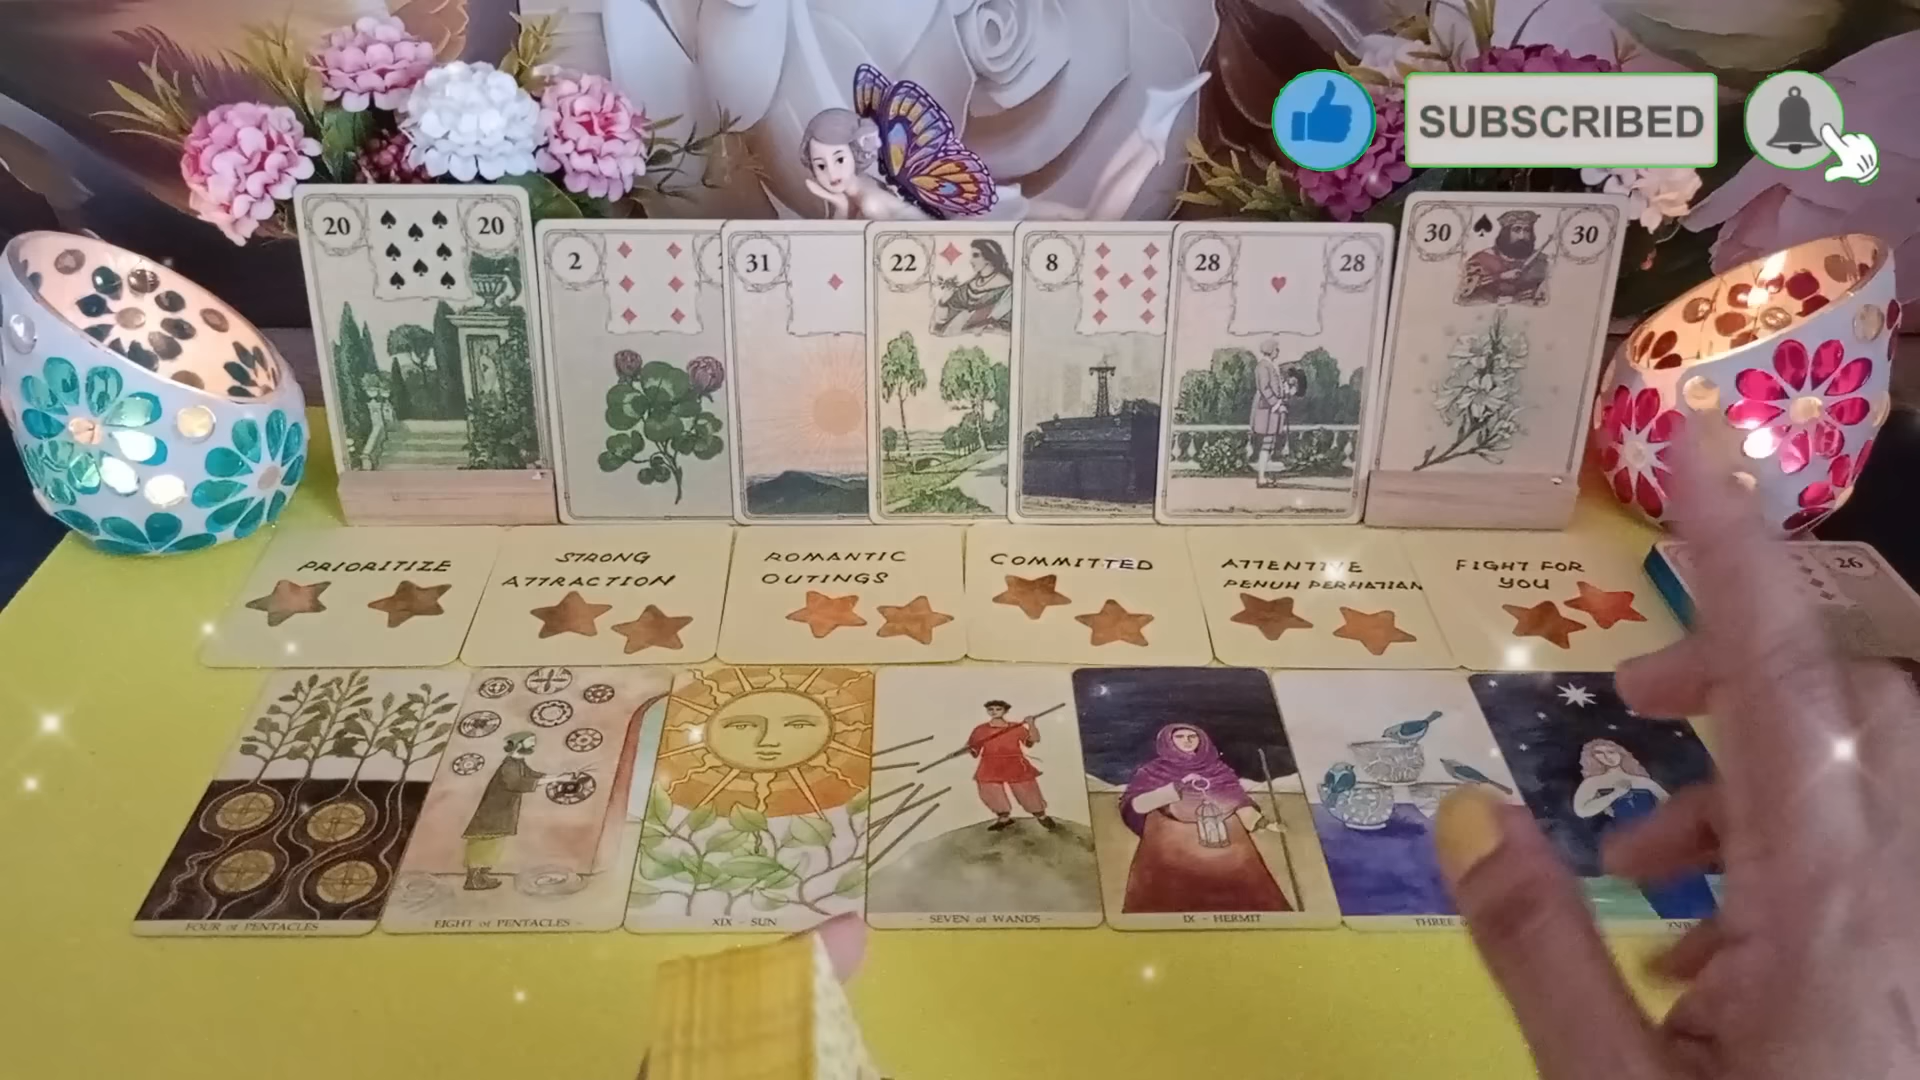 SUBSCRIBED
20 20
2
31
22
8
28 28
30 30
26
PRIORITIZE
STRONG
ATTRACTION
ROMANTIC
OUTINGS
COMMITTED
ATTENTIVE
PENUH PERHATIAN
FIGHT FOR
YOU
FOUR of PENTACLES
EIGHT of PENTACLES
XIX - SUN
- SEVEN of WANDS -
IX - HERMIT
THREE